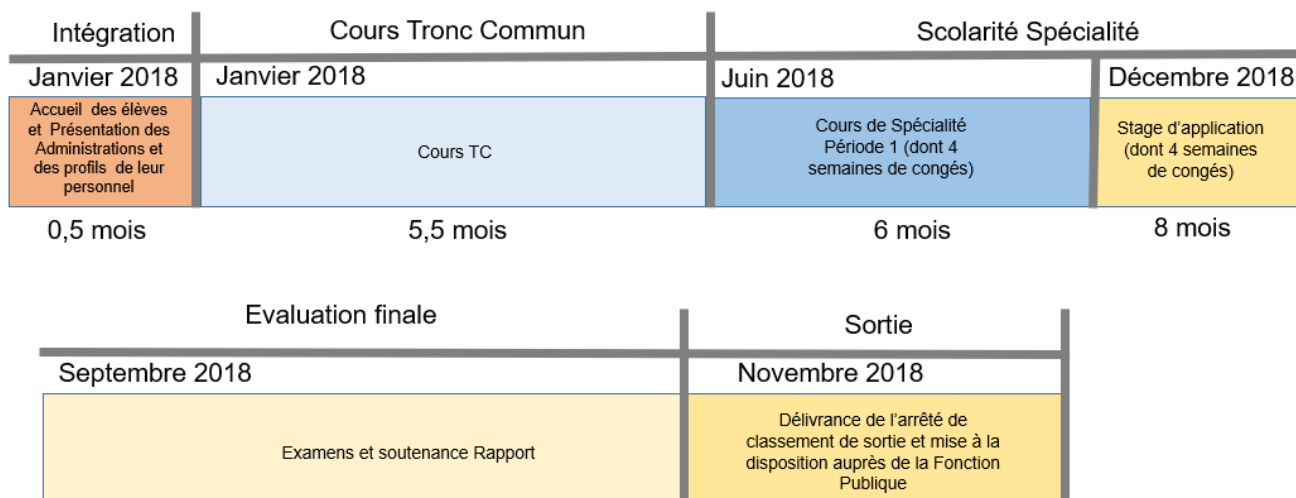 Intégration
Cours Tronc Commun
Scolarité Spécialité
Janvier 2018
Janvier 2018
Juin 2018
Décembre 2018
Accueil des élèves
et Présentation des
Administrations et
des profils de leur
personnel
Cours TC
Cours de Spécialité
Période 1 (dont 4
semaines de congés)
Stage d'application
(dont 4 semaines
de congés)
0,5 mois
5,5 mois
6 mois
8 mois
Evaluation finale
Sortie
Septembre 2018
Novembre 2018
Examens et soutenance Rapport
Délivrance de l'arrêté de
classement de sortie et mise à la
disposition auprès de la Fonction
Publique